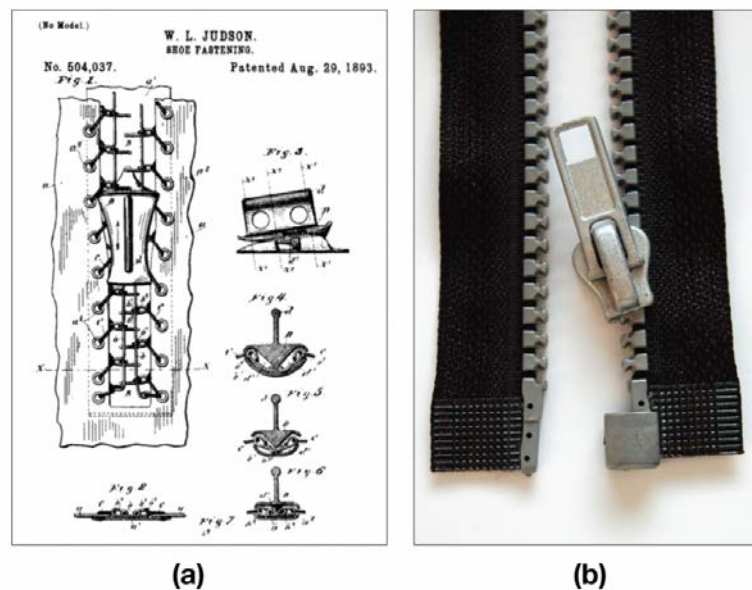 (No Model.)
W. L. JUDSON.
SHOE FASTENING.
No. 504,037.
Patented Aug. 29, 1893.
Fig. 1.
Fig. 3.
Fig. 4.
Fig. 5.
Fig. 6
Fig. 2
Fig. 7
(a)
(b)